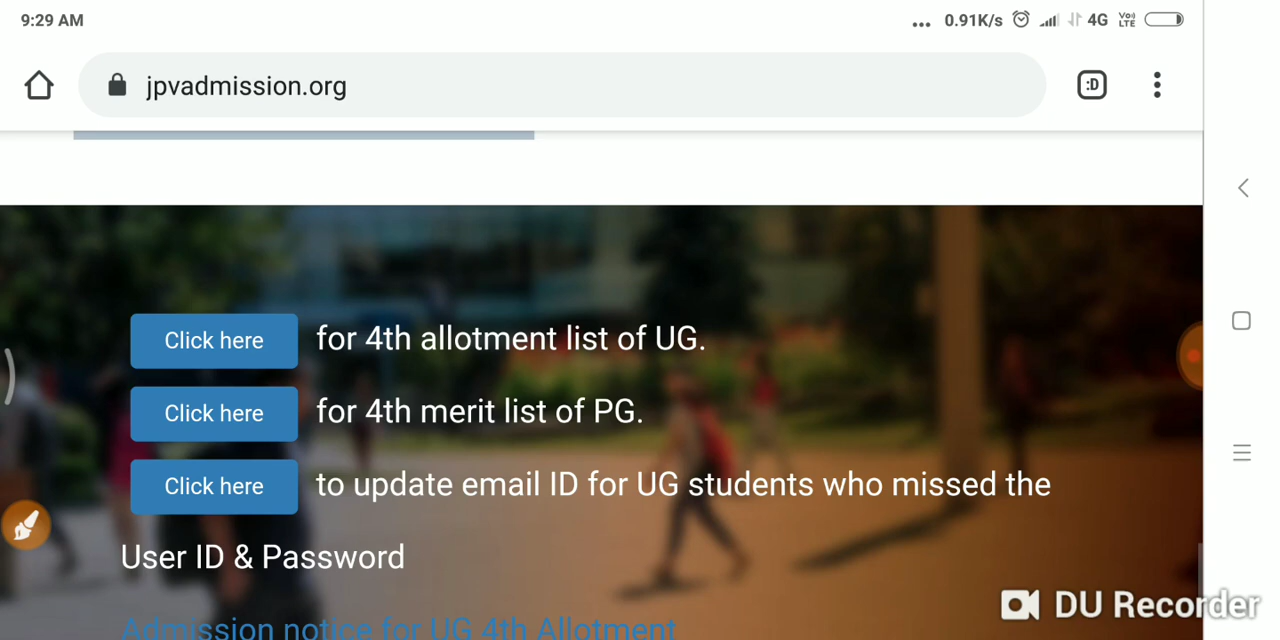 9:29 AM ... 0.91K/s 4G Vo) LTE
jpvadmission.org :D
Click here for 4th allotment list of UG.
Click here for 4th merit list of PG.
Click here to update email ID for UG students who missed the
User ID & Password
Admission notice for UG 4th Allotment
DU Recorder